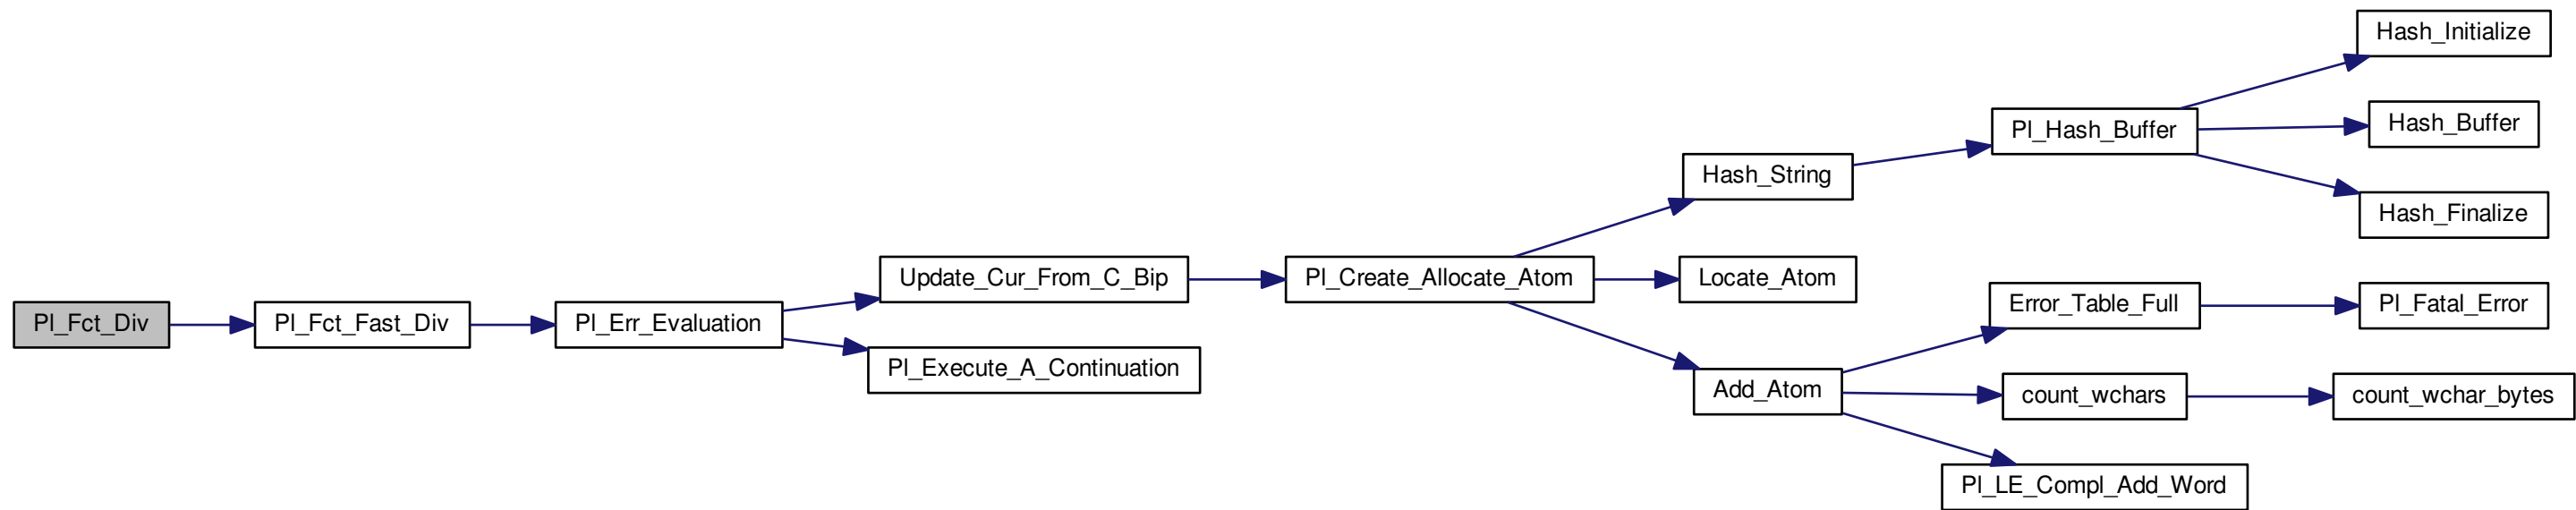 Pl_Fct_Div
Pl_Fct_Fast_Div
Pl_Err_Evaluation
Update_Cur_From_C_Bip
Pl_Execute_A_Continuation
Pl_Create_Allocate_Atom
Hash_String
Locate_Atom
Add_Atom
Pl_Hash_Buffer
Error_Table_Full
count_wchars
Pl_LE_Compl_Add_Word
Hash_Initialize
Hash_Buffer
Hash_Finalize
Pl_Fatal_Error
count_wchar_bytes